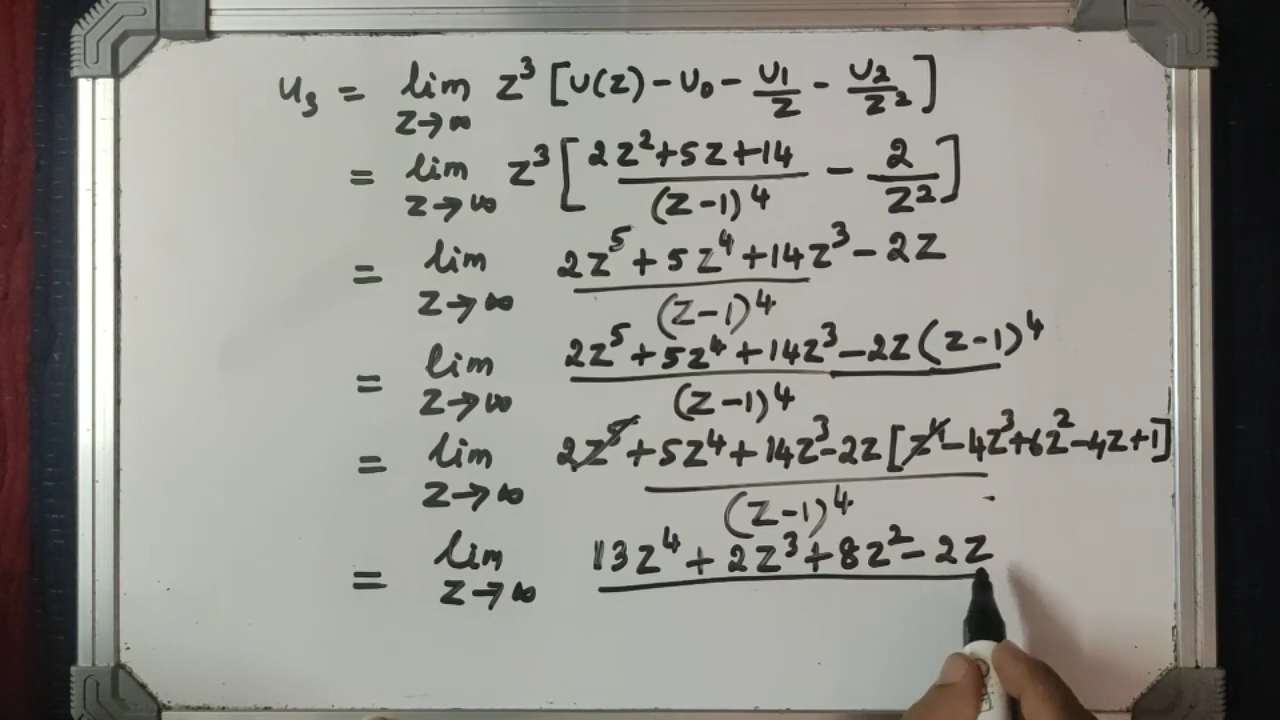 u₃ = lim z→∞ z³ [U(z) - U₀ - U₁/z - U₂/z²]
= lim z→∞ z³ [(2z²+5z+14)/(z-1)⁴ - 2/z²]
= lim z→∞ (2z⁵+5z⁴+14z³)/(z-1)⁴ - 2z
= lim z→∞ (2z⁵+5z⁴+14z³-2z(z-1)⁴)/(z-1)⁴
= lim z→∞ (2z⁵+5z⁴+14z³-2z[z⁴-4z³+6z²-4z+1])/(z-1)⁴
= lim z→∞ 13z⁴+2z³+8z²-2z